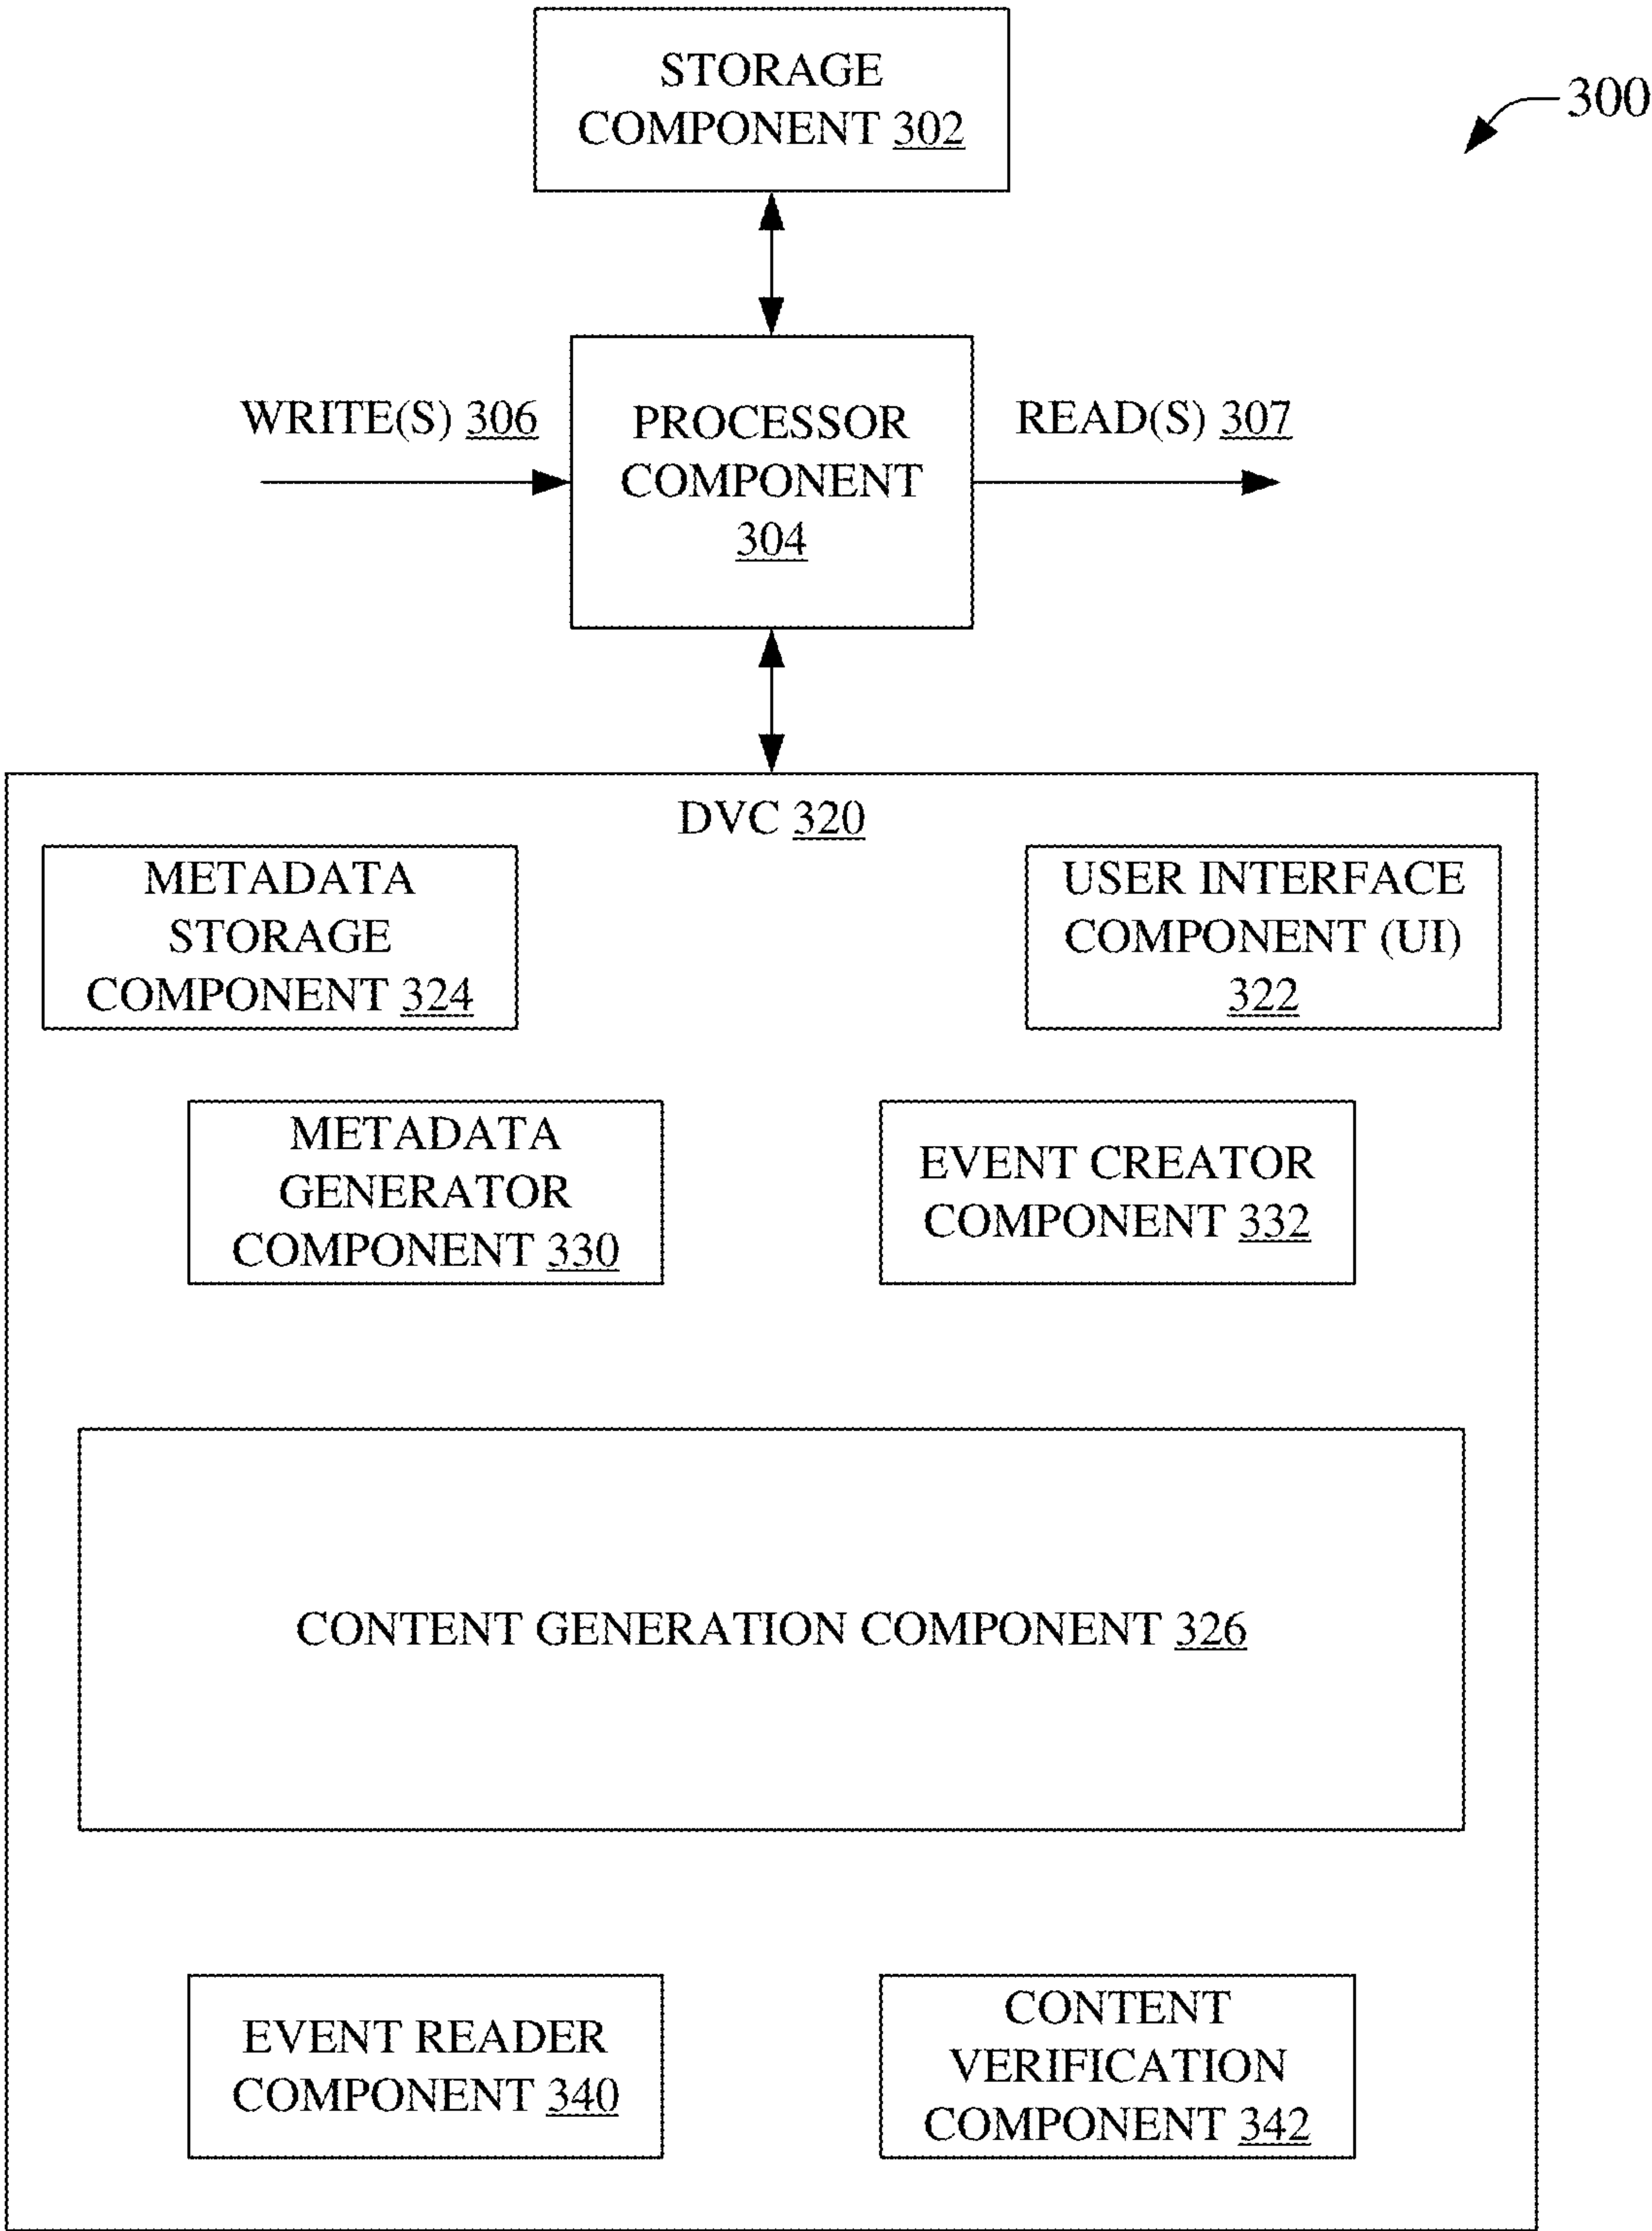 STORAGE
COMPONENT 302
300
WRITE(S) 306
PROCESSOR
COMPONENT
304
READ(S) 307
DVC 320
METADATA
STORAGE
COMPONENT 324
USER INTERFACE
COMPONENT (UI)
322
METADATA
GENERATOR
COMPONENT 330
EVENT CREATOR
COMPONENT 332
CONTENT GENERATION COMPONENT 326
EVENT READER
COMPONENT 340
CONTENT
VERIFICATION
COMPONENT 342